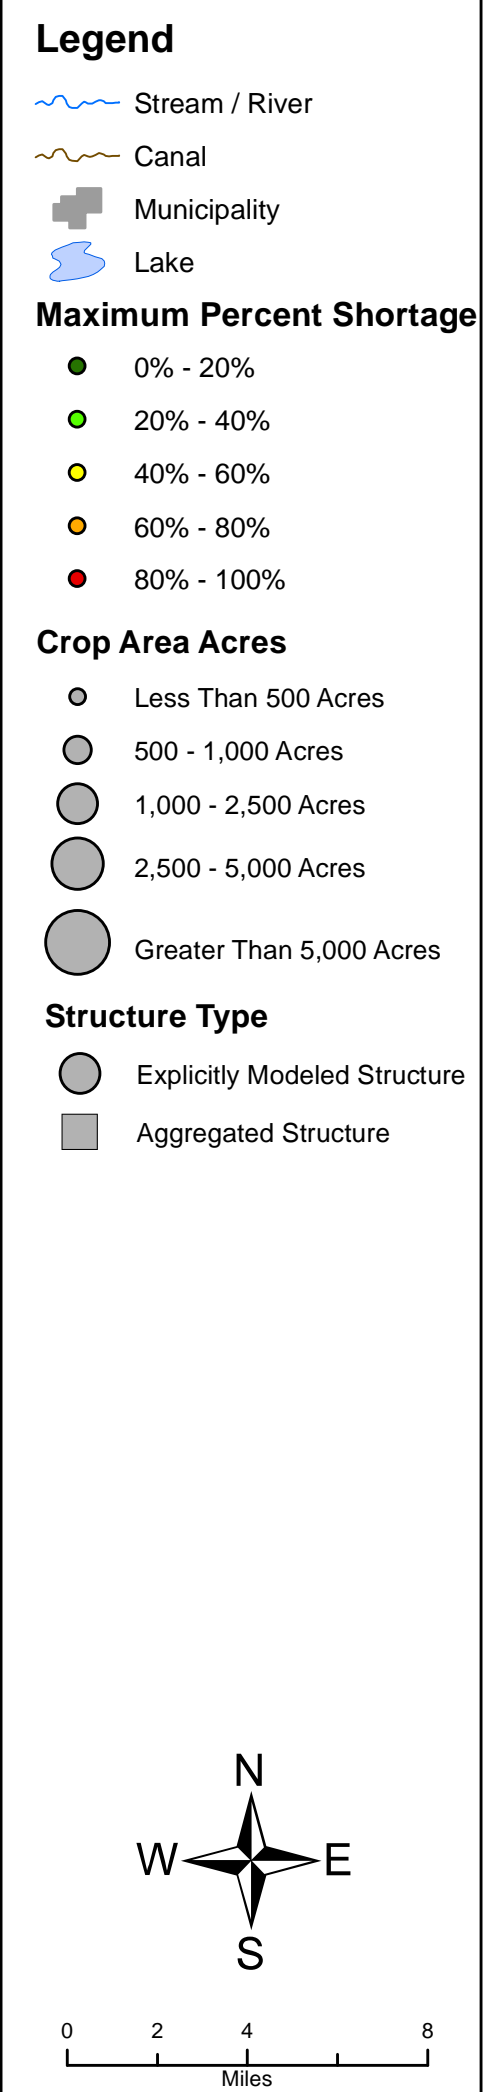 Legend
Stream / River
Canal
Municipality
Lake
Maximum Percent Shortage
0% - 20%
20% - 40%
40% - 60%
60% - 80%
80% - 100%
Crop Area Acres
Less Than 500 Acres
500 - 1,000 Acres
1,000 - 2,500 Acres
2,500 - 5,000 Acres
Greater Than 5,000 Acres
Structure Type
Explicitly Modeled Structure
Aggregated Structure
N
W E
S
0 2 4 8
Miles